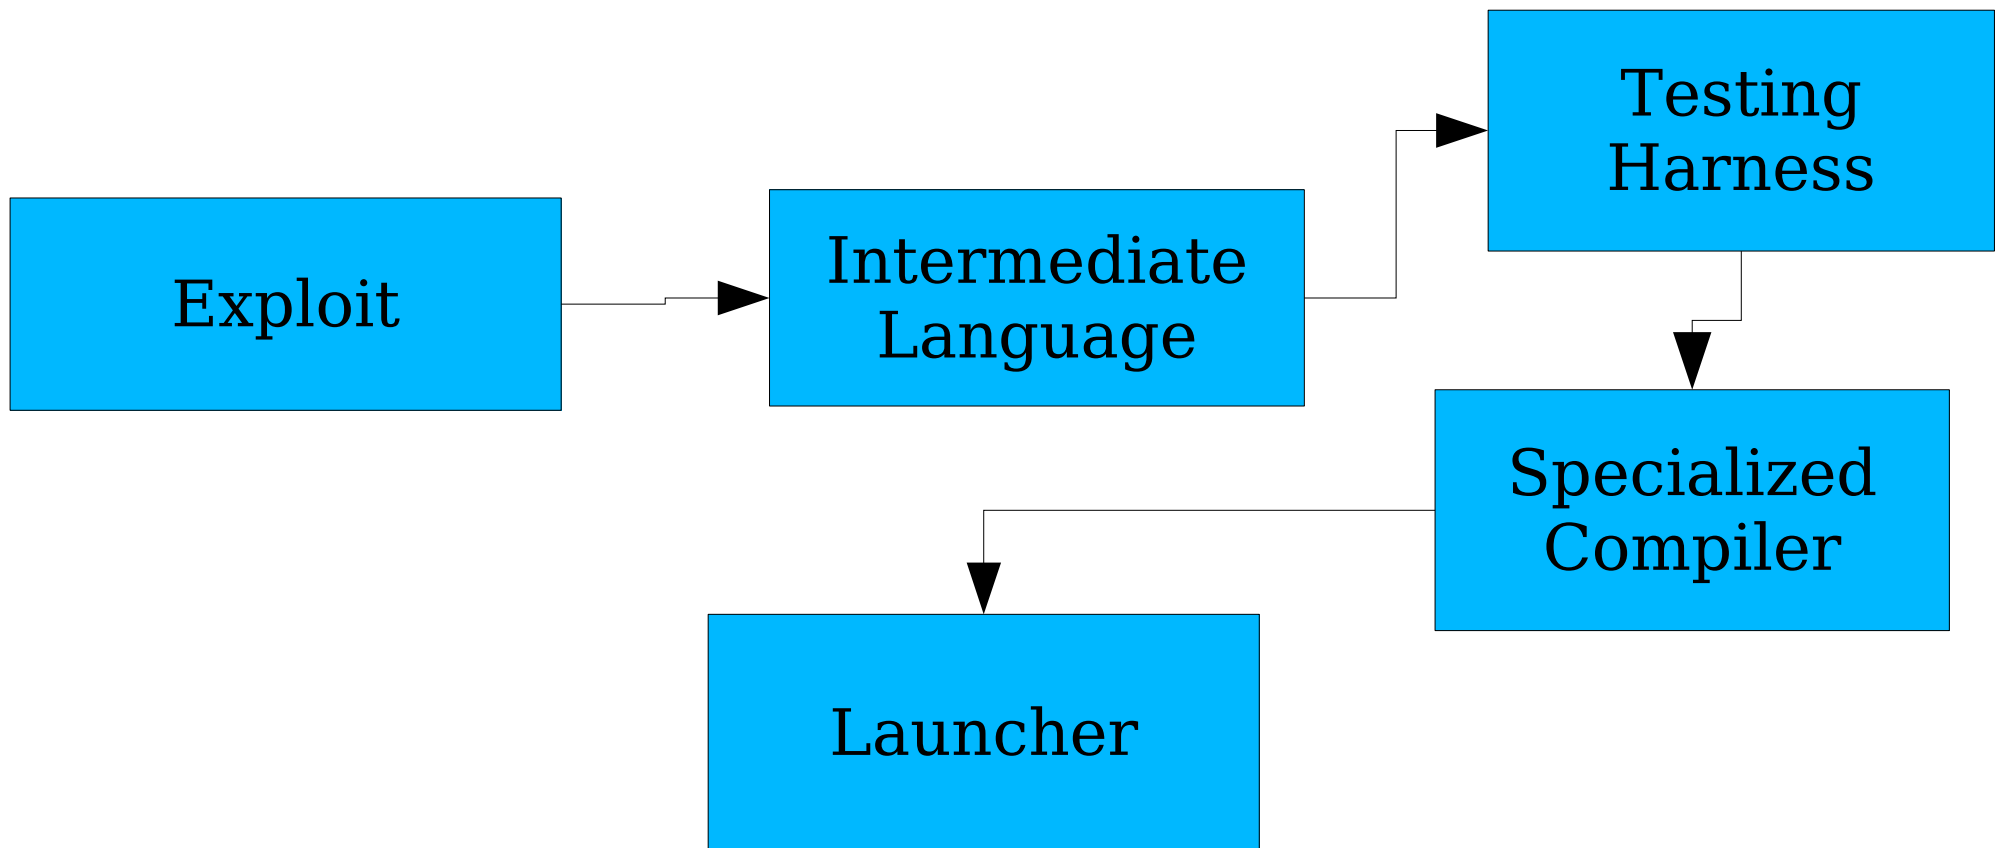 Exploit
Intermediate
Language
Testing
Harness
Specialized
Compiler
Launcher